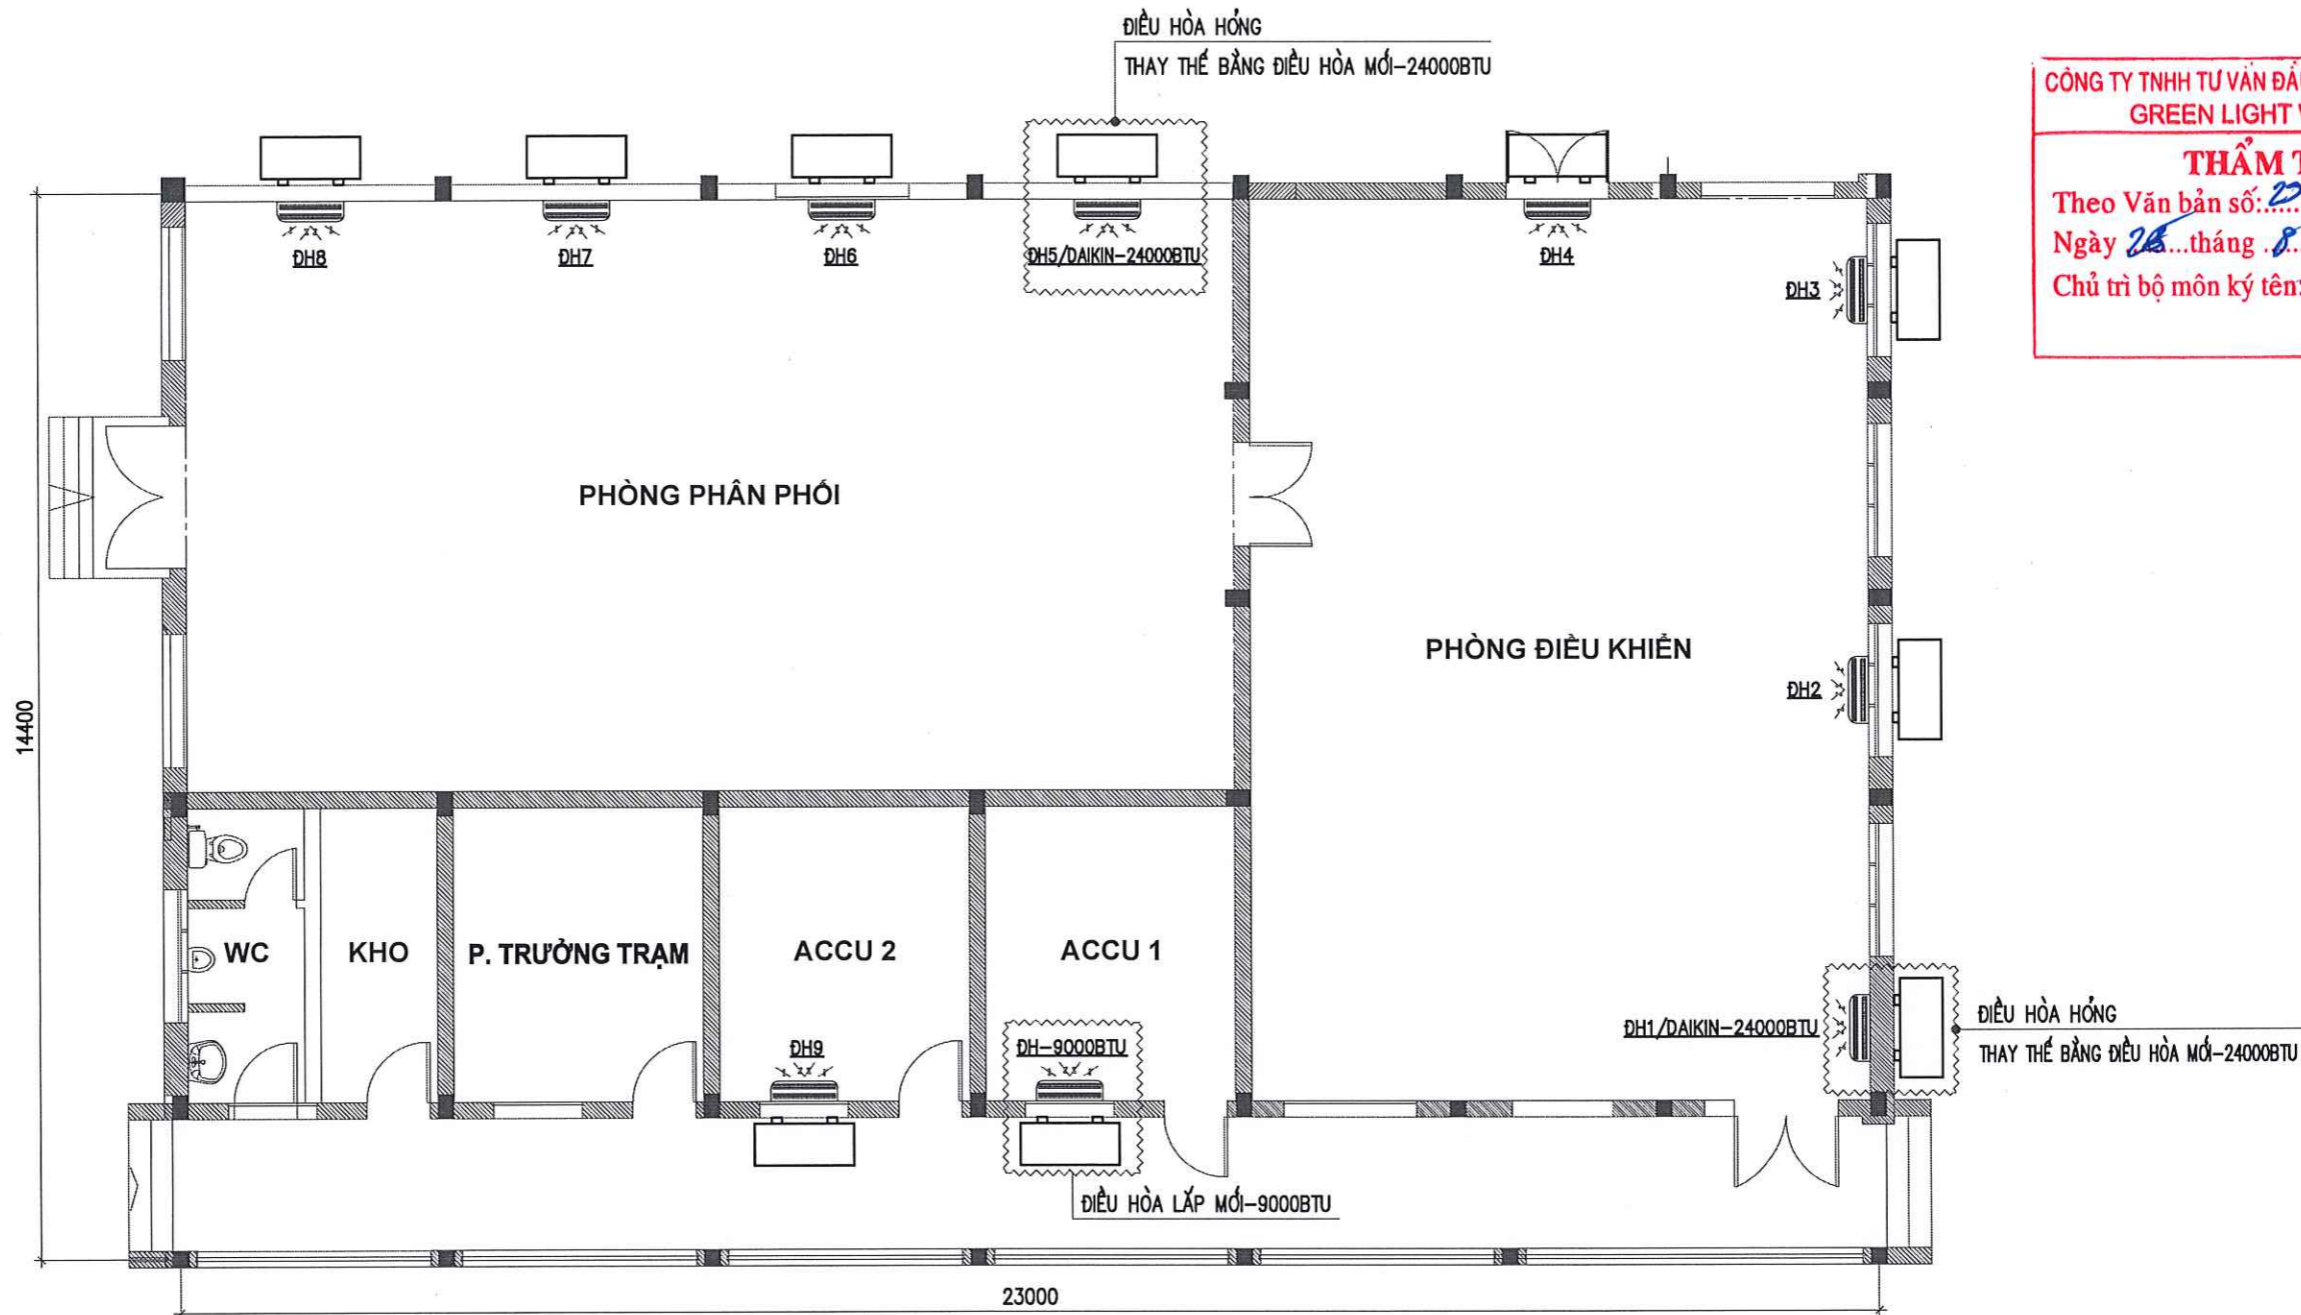 ĐIỀU HÒA HỎNG
THAY THẾ BẰNG ĐIỀU HÒA MỚI-24000BTU
CÔNG TY TNHH TƯ VẤN
GREEN LIGHT
THẨM
Theo Văn bản số:
Ngày ... tháng 8
Chủ trì bộ môn ký tên:
ĐH8
ĐH7
ĐH6
ĐH5/DAIKIN-24000BTU
ĐH4
ĐH3
PHÒNG PHÂN PHỐI
PHÒNG ĐIỀU KHIỂN
ĐH2
14400
WC
KHO
P. TRƯỞNG TRẠM
ACCU 2
ACCU 1
ĐH9
ĐH-9000BTU
ĐH1/DAIKIN-24000BTU
ĐIỀU HÒA HỎNG
THAY THẾ BẰNG ĐIỀU HÒA MỚI-24000BTU
ĐIỀU HÒA LẮP MỚI-9000BTU
23000